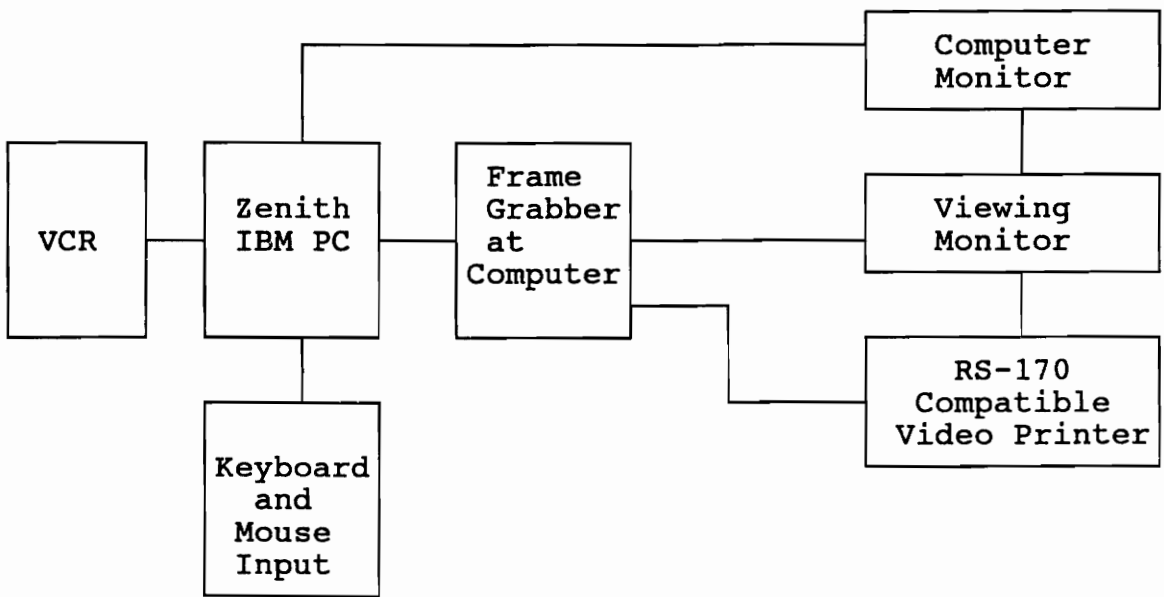 Computer
Monitor
VCR
Zenith
IBM PC
Frame
Grabber
at
Computer
Viewing
Monitor
RS-170
Compatible
Video Printer
Keyboard
and
Mouse
Input